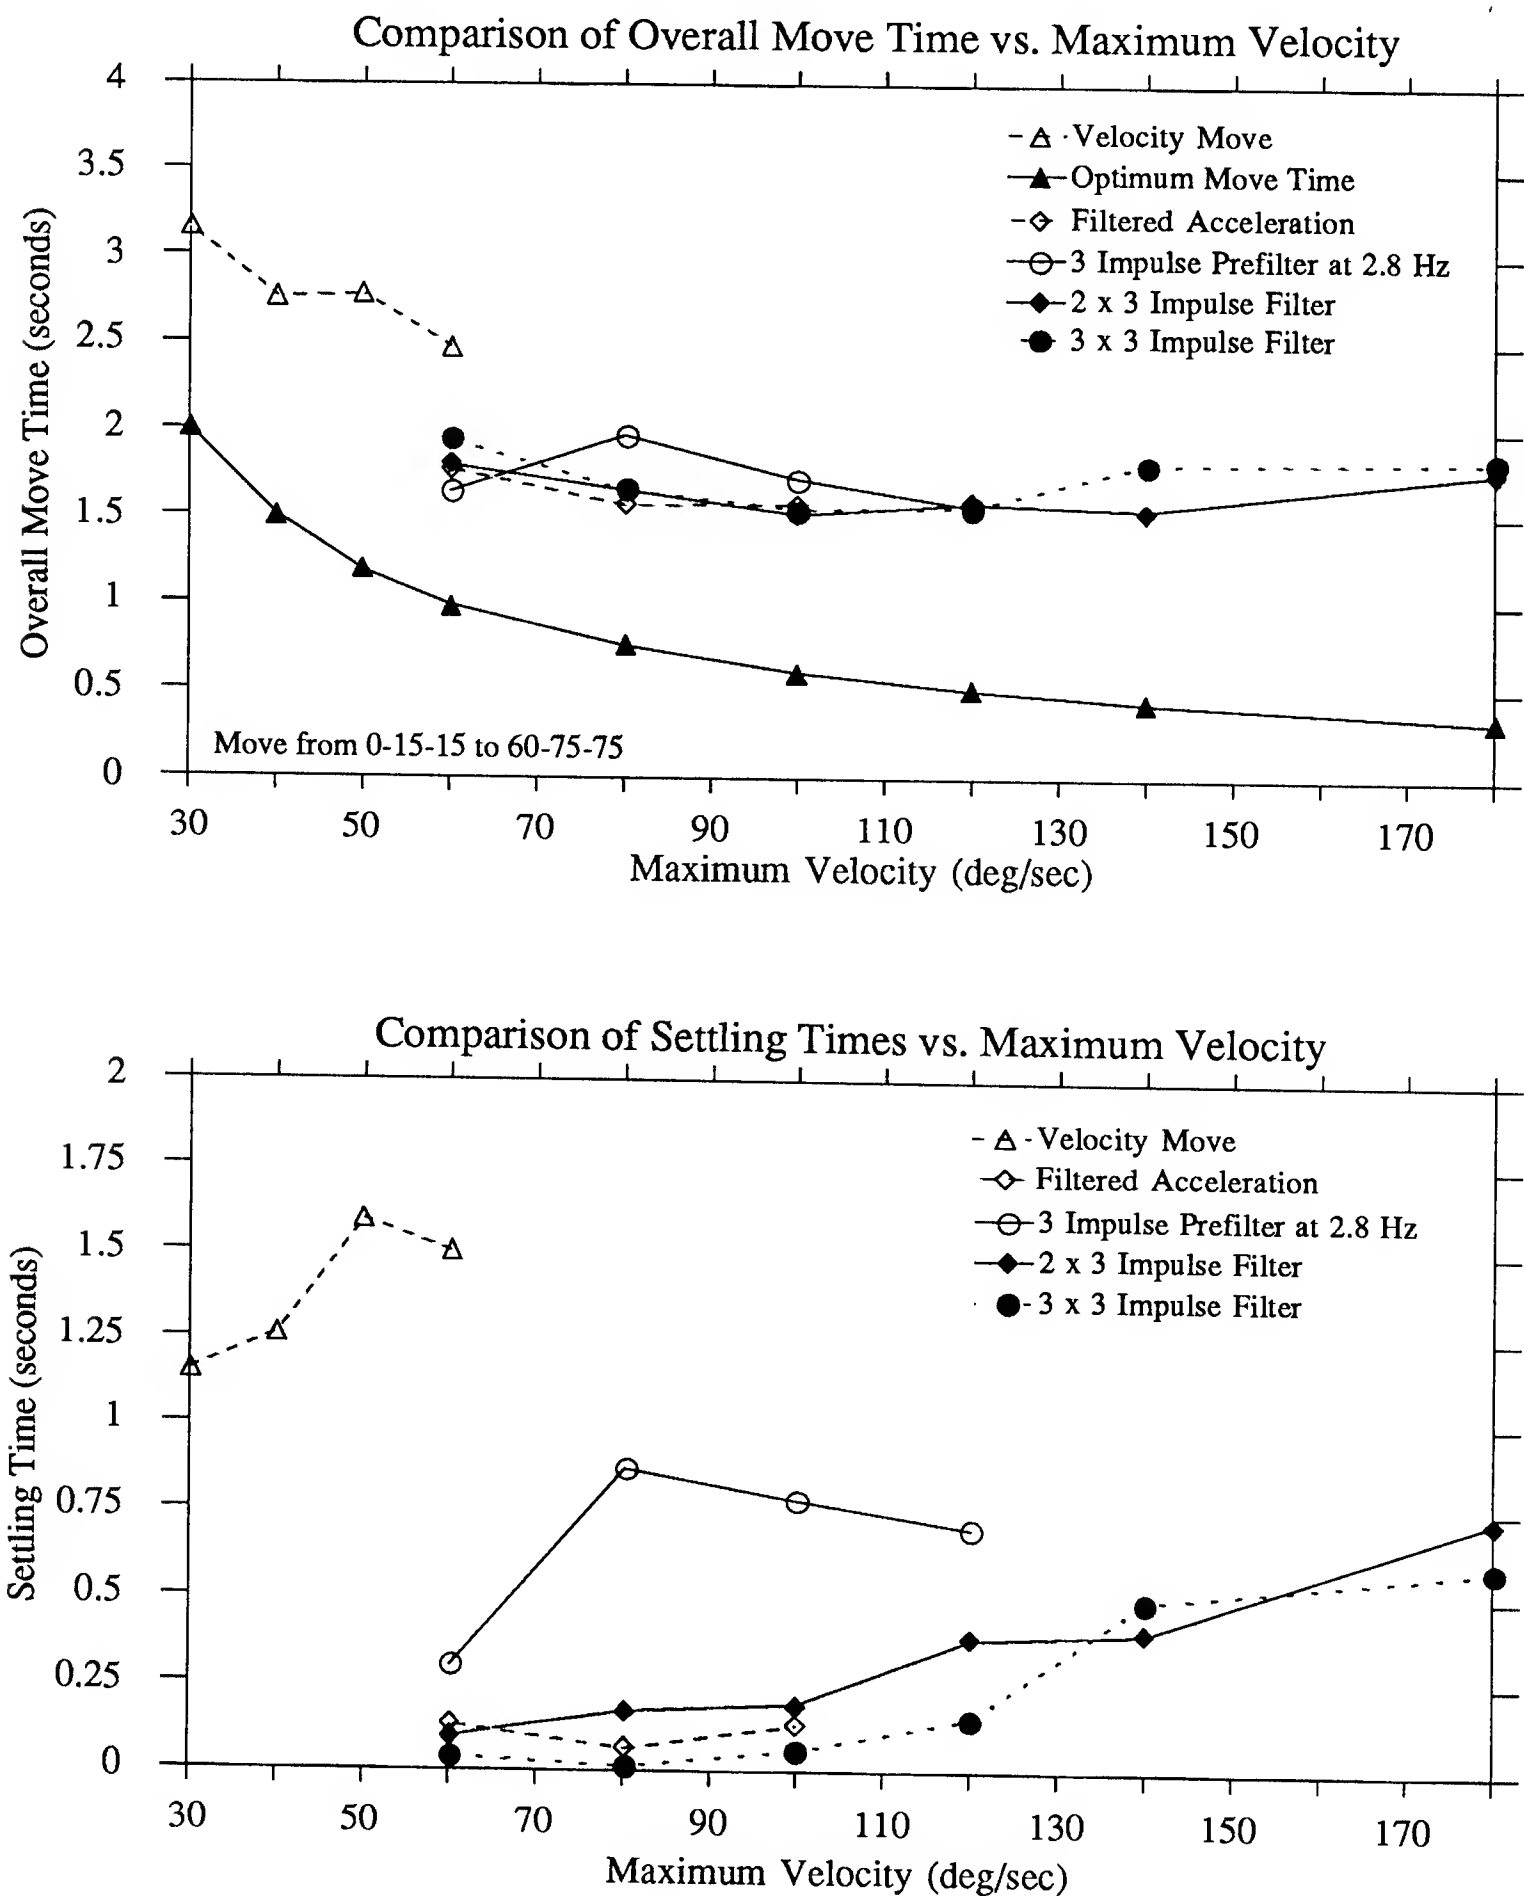 Comparison of Overall Move Time vs. Maximum Velocity
4
3.5
3
2.5
2
1.5
1
0.5
0
Overall Move Time (seconds)
Velocity Move
Optimum Move Time
Filtered Acceleration
3 Impulse Prefilter at 2.8 Hz
2 x 3 Impulse Filter
3 x 3 Impulse Filter
Move from 0-15-15 to 60-75-75
30 50 70 90 110 130 150 170
Maximum Velocity (deg/sec)
Comparison of Settling Times vs. Maximum Velocity
2
1.75
1.5
1.25
1
0.75
0.5
0.25
0
Settling Time (seconds)
Velocity Move
Filtered Acceleration
3 Impulse Prefilter at 2.8 Hz
2 x 3 Impulse Filter
3 x 3 Impulse Filter
30 50 70 90 110 130 150 170
Maximum Velocity (deg/sec)